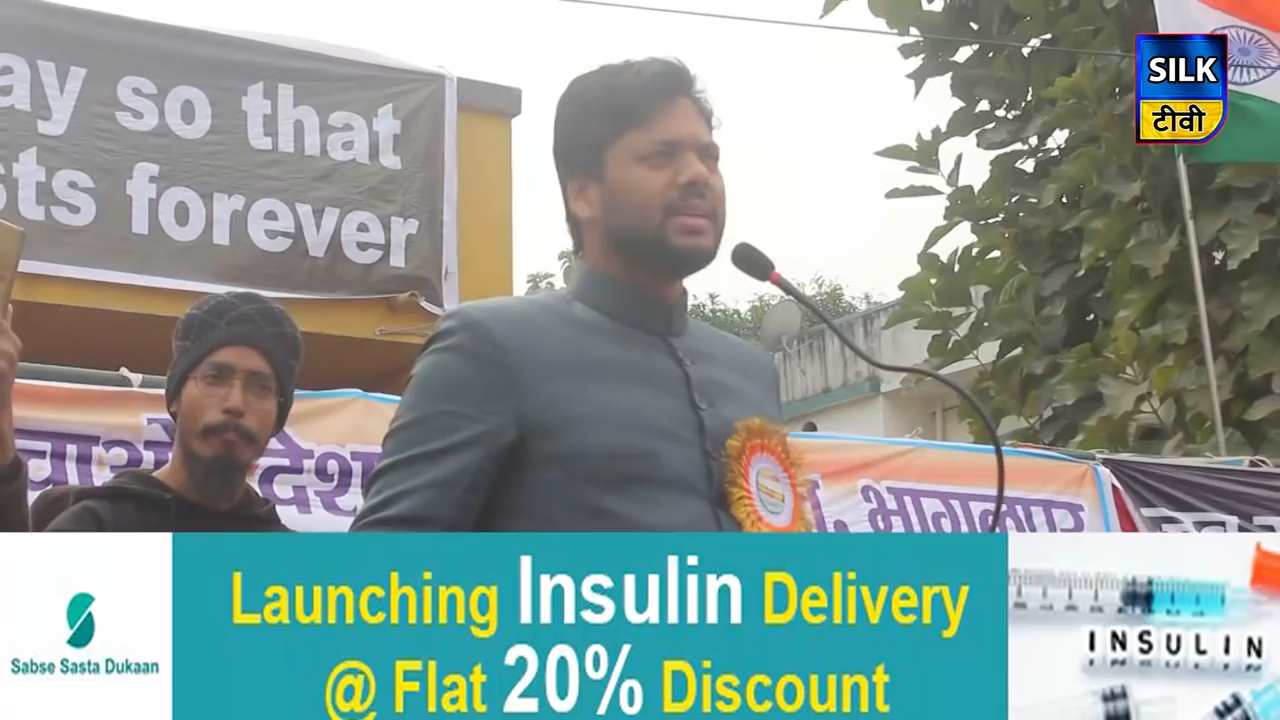 ay so that
sts forever
SILK
टीवी
देश
भागलपुर
Launching Insulin Delivery
@ Flat 20% Discount
Sabse Sasta Dukaan
INSULIN